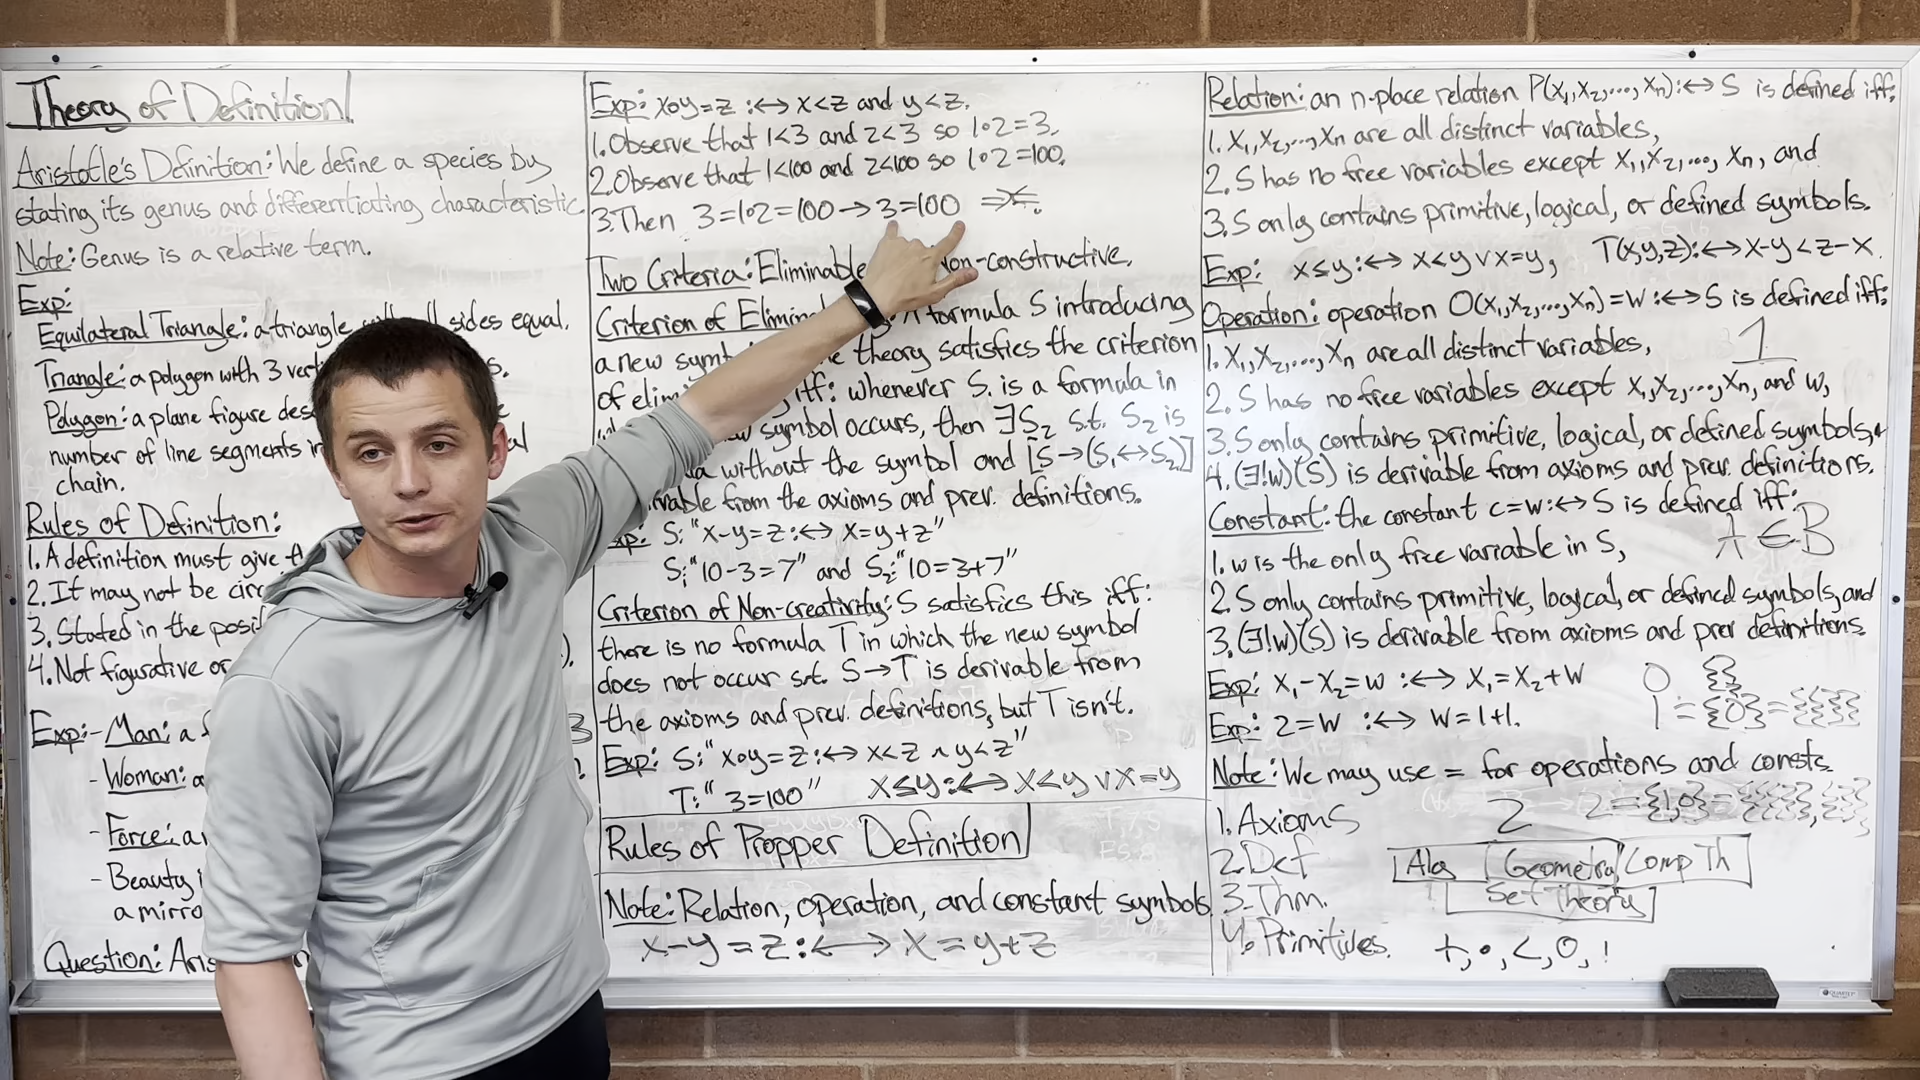 Theory of Definition
Aristotle's Definition: We define a species by
stating its genus and differentiating characteristic.
Note: Genus is a relative term.
Exp:
Equilateral Triangle: a triangle sides equal.
Triangle: a polygon with 3
Polygon: a plane figure
number of line segments
chain.
Rules of Definition:
1. A definition must give
2. It may not be
3. Stated in the
4. Not figurative or
Exp: - Man: a
- Woman:
- Force:
- Beauty
a
Question:
Exp: x∘y=z :↔ x<z and y<z.
1. Observe that 1<3 and 2<3 so 1∘2=3.
2. Observe that 1<100 and 2<100 so 1∘2=100.
3. Then 3=1∘2=100→3=100
Two Criteria: Eliminable Non-constructive.
Criterion of formula S introducing
a new theory satisfies the criterion
of iff: whenever S, is a formula in
symbol occurs, then ∃S₂ s.t. S₂ is
without the symbol and [S→(S,↔S₂)]
from the axioms and prev. definitions.
S: "x-y=z:↔ x=y+z"
S,: "10-3=7" and S₂: "10=3+7"
Criterion of Non-creativity: S satisfies this iff:
there is no formula T in which the new symbol
does not occur s.t. S→T is derivable from
the axioms and prev. definitions, but T isn't.
Exp: S: "x∘y=z:↔ x<z ∧ y<z"
T: "3=100" x≤y:↔ x<y ∨ x=y
Rules of Propper Definition
Note: Relation, operation, and constant symbols
x-y=z:↔ x=y+z
Relation: an n-place relation P(x₁,x₂,...,xₙ):↔ S is defined iff:
1. x₁,x₂,...,xₙ are all distinct variables,
2. S has no free variables except x₁,x₂,...,xₙ, and
3. S only contains primitive, logical, or defined symbols.
Exp: x≤y:↔ x<y ∨ x=y, T(x,y,z):↔ x-y<z-x.
Operation: operation O(x₁,x₂,...,xₙ)=w:↔ S is defined iff:
1. x₁,x₂,...,xₙ are all distinct variables, 1
2. S has no free variables except x₁,x₂,...,xₙ, and w,
3. S only contains primitive, logical, or defined symbols,
4. (∃!w)(S) is derivable from axioms and prev. definitions.
Constant: the constant c=w:↔ S is defined iff:
1. w is the only free variable in S, A∈B
2. S only contains primitive, logical, or defined symbols, and
3. (∃!w)(S) is derivable from axioms and prev definitions.
Exp: x₁-x₂=w :↔ x₁=x₂+w 0 {}
Exp: 2=w :↔ w=1+1. 1={0}={{}}
Note: We may use = for operations and consts.
1. Axioms 2 2={1,0}=
2. Def Alg Geometry Comp Th
3. Thm. Set Theory
4. Primitives. +, ∘, <, 0, 1
QUARTET